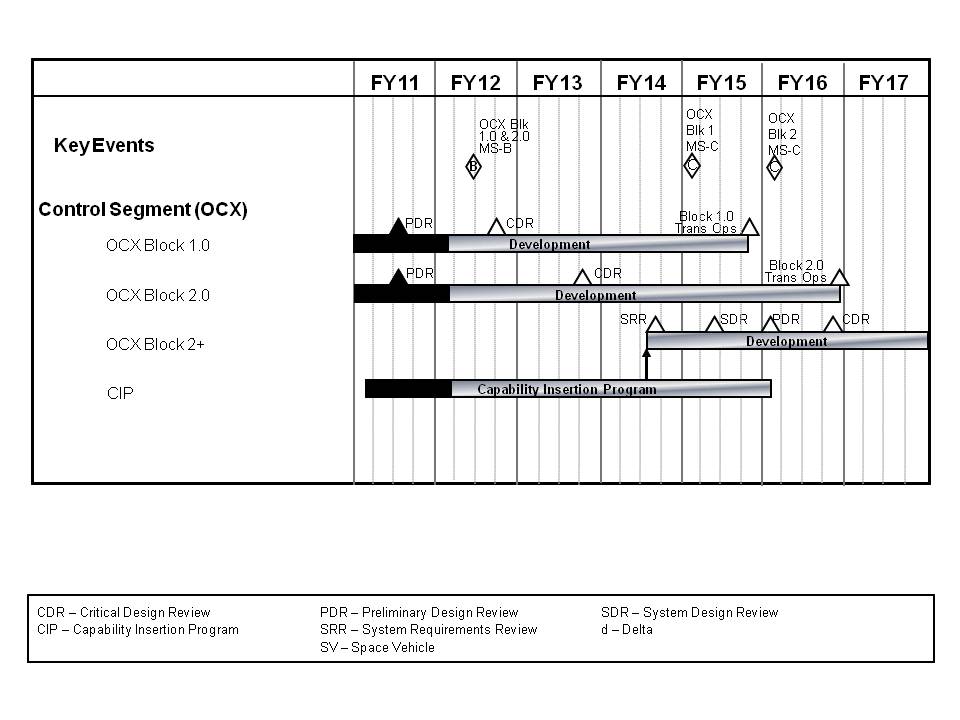 FY11 FY12 FY13 FY14 FY15 FY16 FY17
Key Events
OCX Blk
1.0 & 2.0
MS-B
B
OCX
Blk 1
MS-C
C
OCX
Blk 2
MS-C
C
Control Segment (OCX)
OCX Block 1.0
PDR
CDR
Block 1.0
Trans Ops
Development
OCX Block 2.0
PDR
CDR
Block 2.0
Trans Ops
Development
OCX Block 2+
SRR
SDR
PDR
CDR
Development
CIP
Capability Insertion Program
CDR – Critical Design Review
CIP – Capability Insertion Program
PDR – Preliminary Design Review
SRR – System Requirements Review
SV – Space Vehicle
SDR – System Design Review
d – Delta